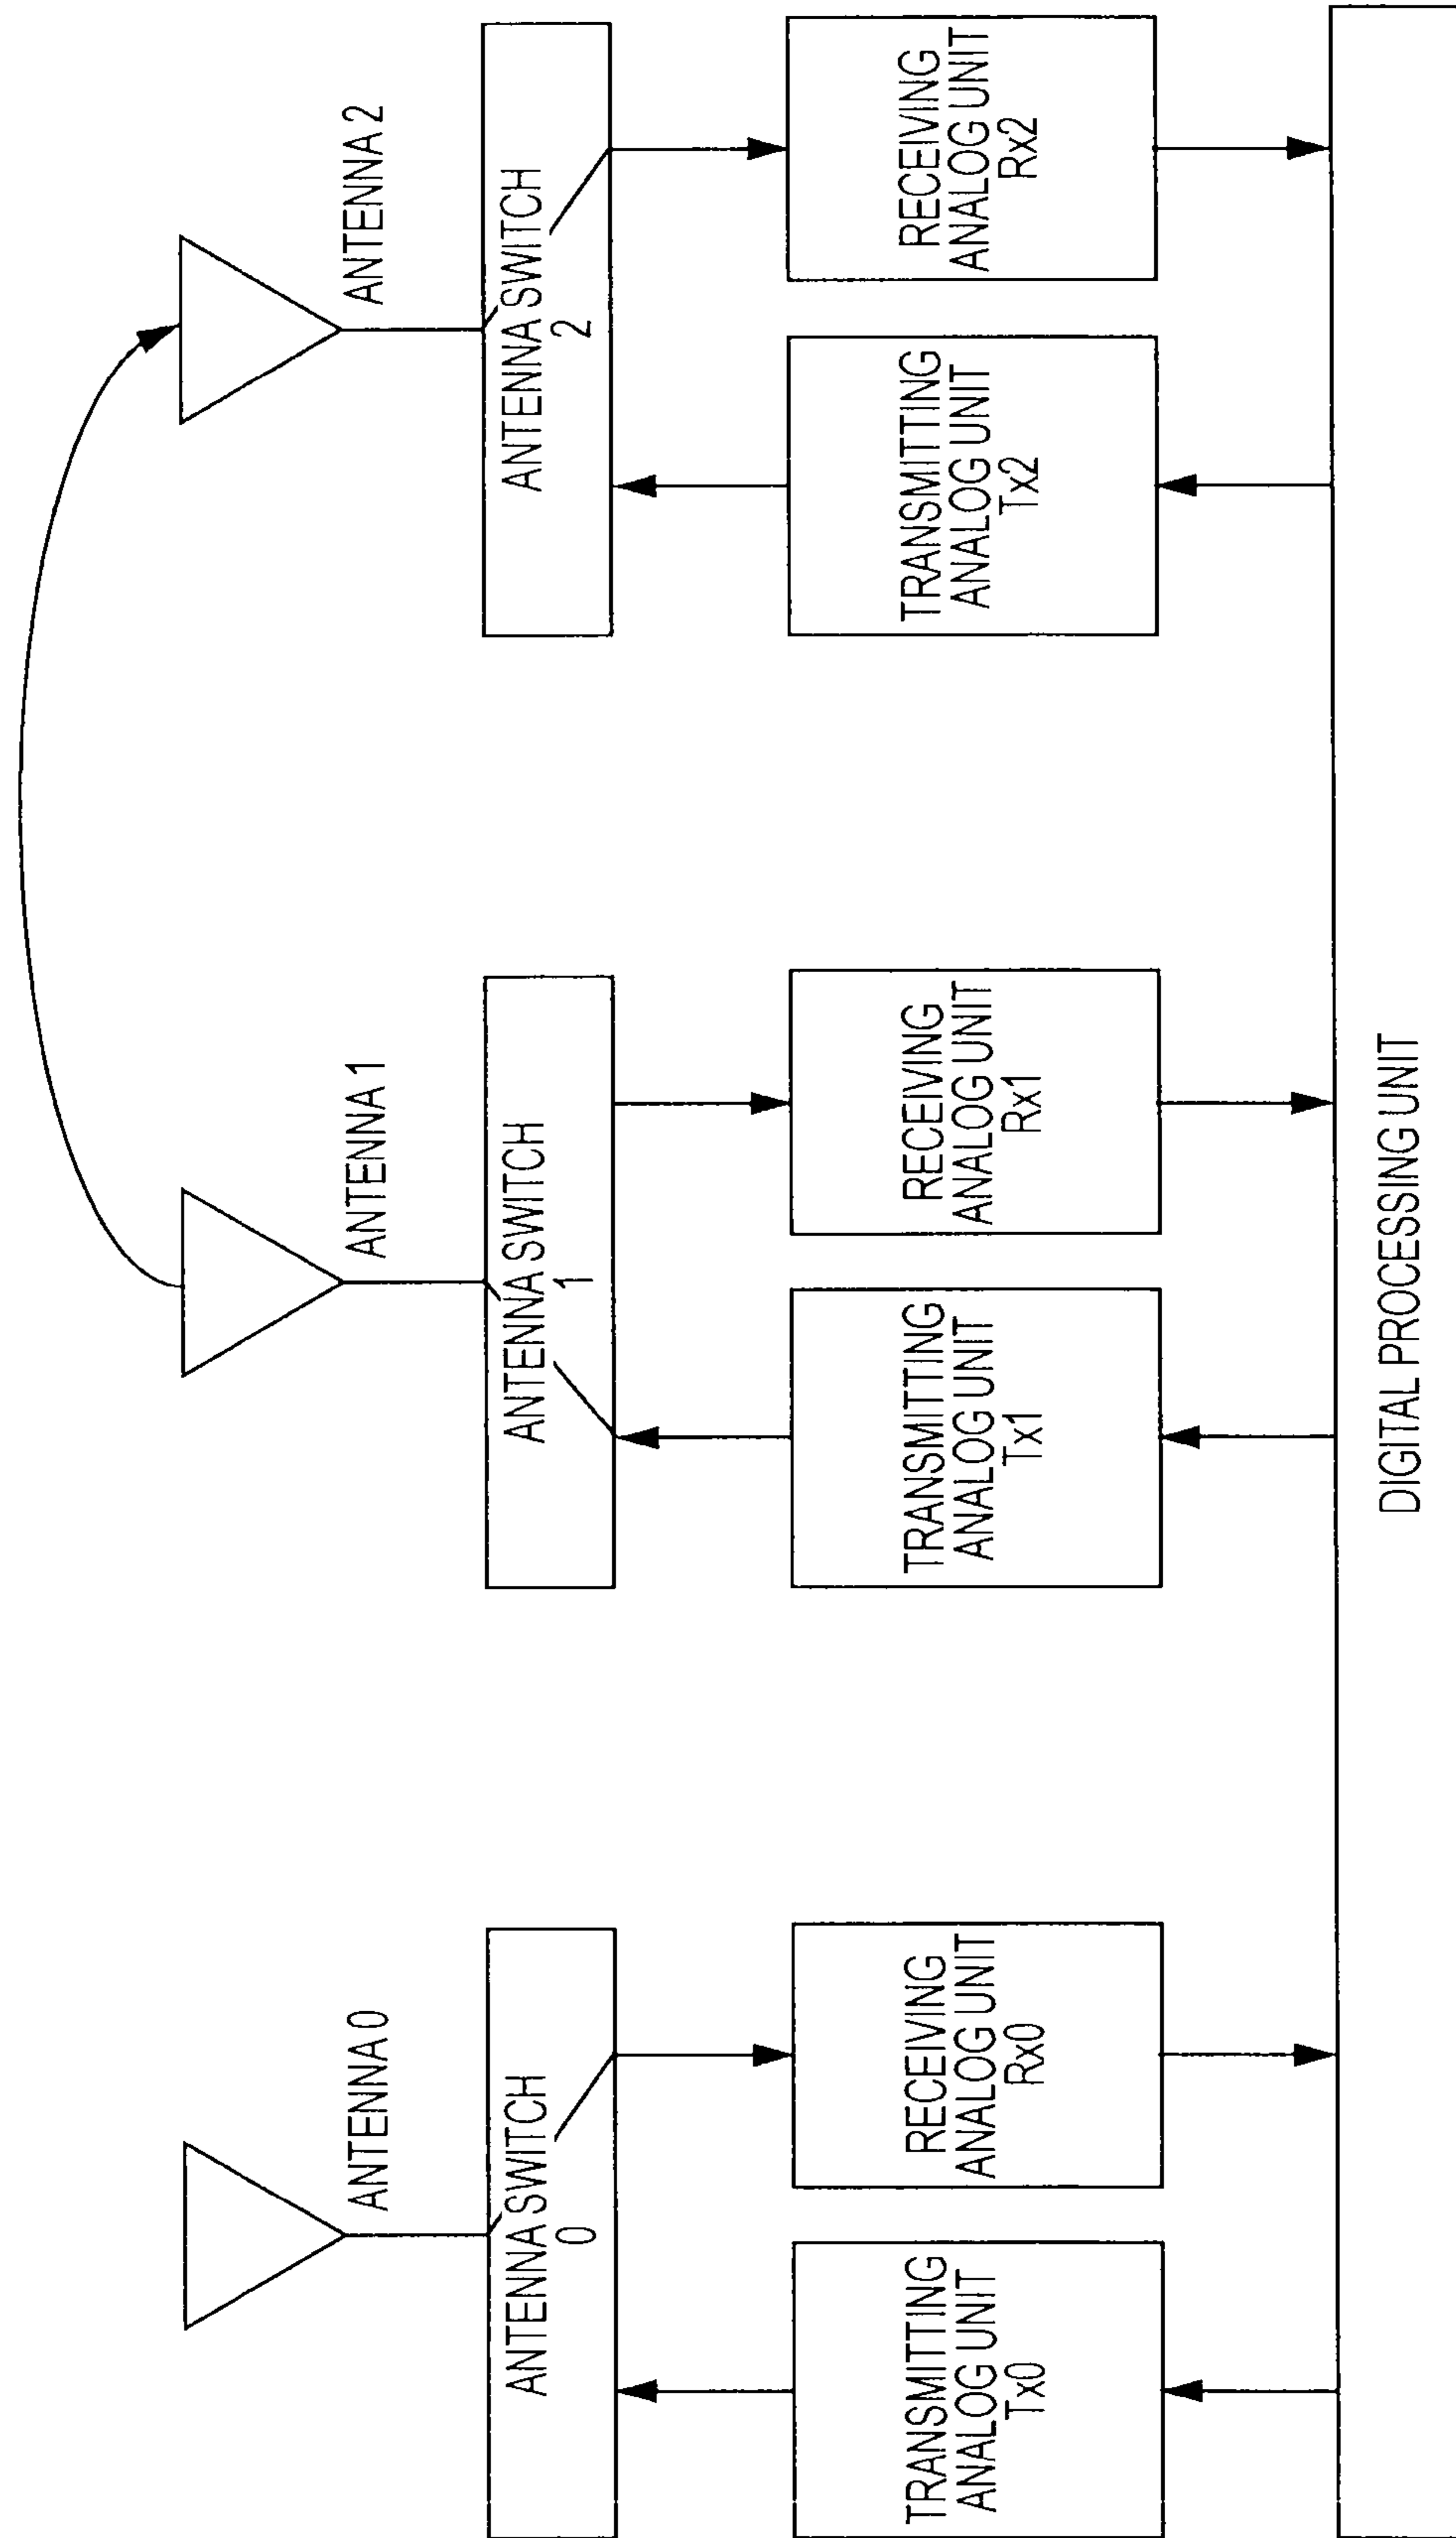 ANTENNA 0
ANTENNA SWITCH
0
TRANSMITTING
ANALOG UNIT
Tx0
RECEIVING
ANALOG UNIT
Rx0
ANTENNA 1
ANTENNA SWITCH
1
TRANSMITTING
ANALOG UNIT
Tx1
RECEIVING
ANALOG UNIT
Rx1
ANTENNA 2
ANTENNA SWITCH
2
TRANSMITTING
ANALOG UNIT
Tx2
RECEIVING
ANALOG UNIT
Rx2
DIGITAL PROCESSING UNIT